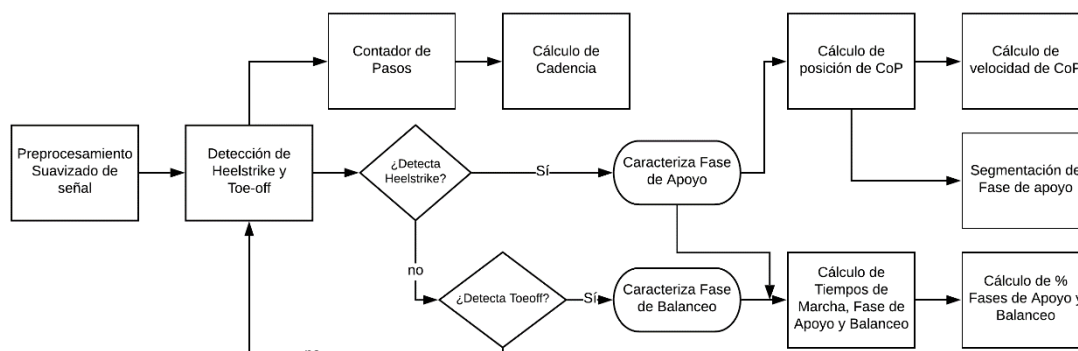 Contador de
Pasos
Cálculo de
Cadencia
Cálculo de
posición de CoP
Cálculo de
velocidad de CoP
Preprocesamiento
Suavizado de
señal
Detección de
Heelstrike y
Toe-off
¿Detecta
Heelstrike?
Sí
Caracteriza Fase
de Apoyo
Segmentación de
Fase de apoyo
no
¿Detecta Toeoff?
Sí
Caracteriza Fase
de Balanceo
Cálculo de
Tiempos de
Marcha, Fase de
Apoyo y Balanceo
Cálculo de %
Fases de Apoyo y
Balanceo